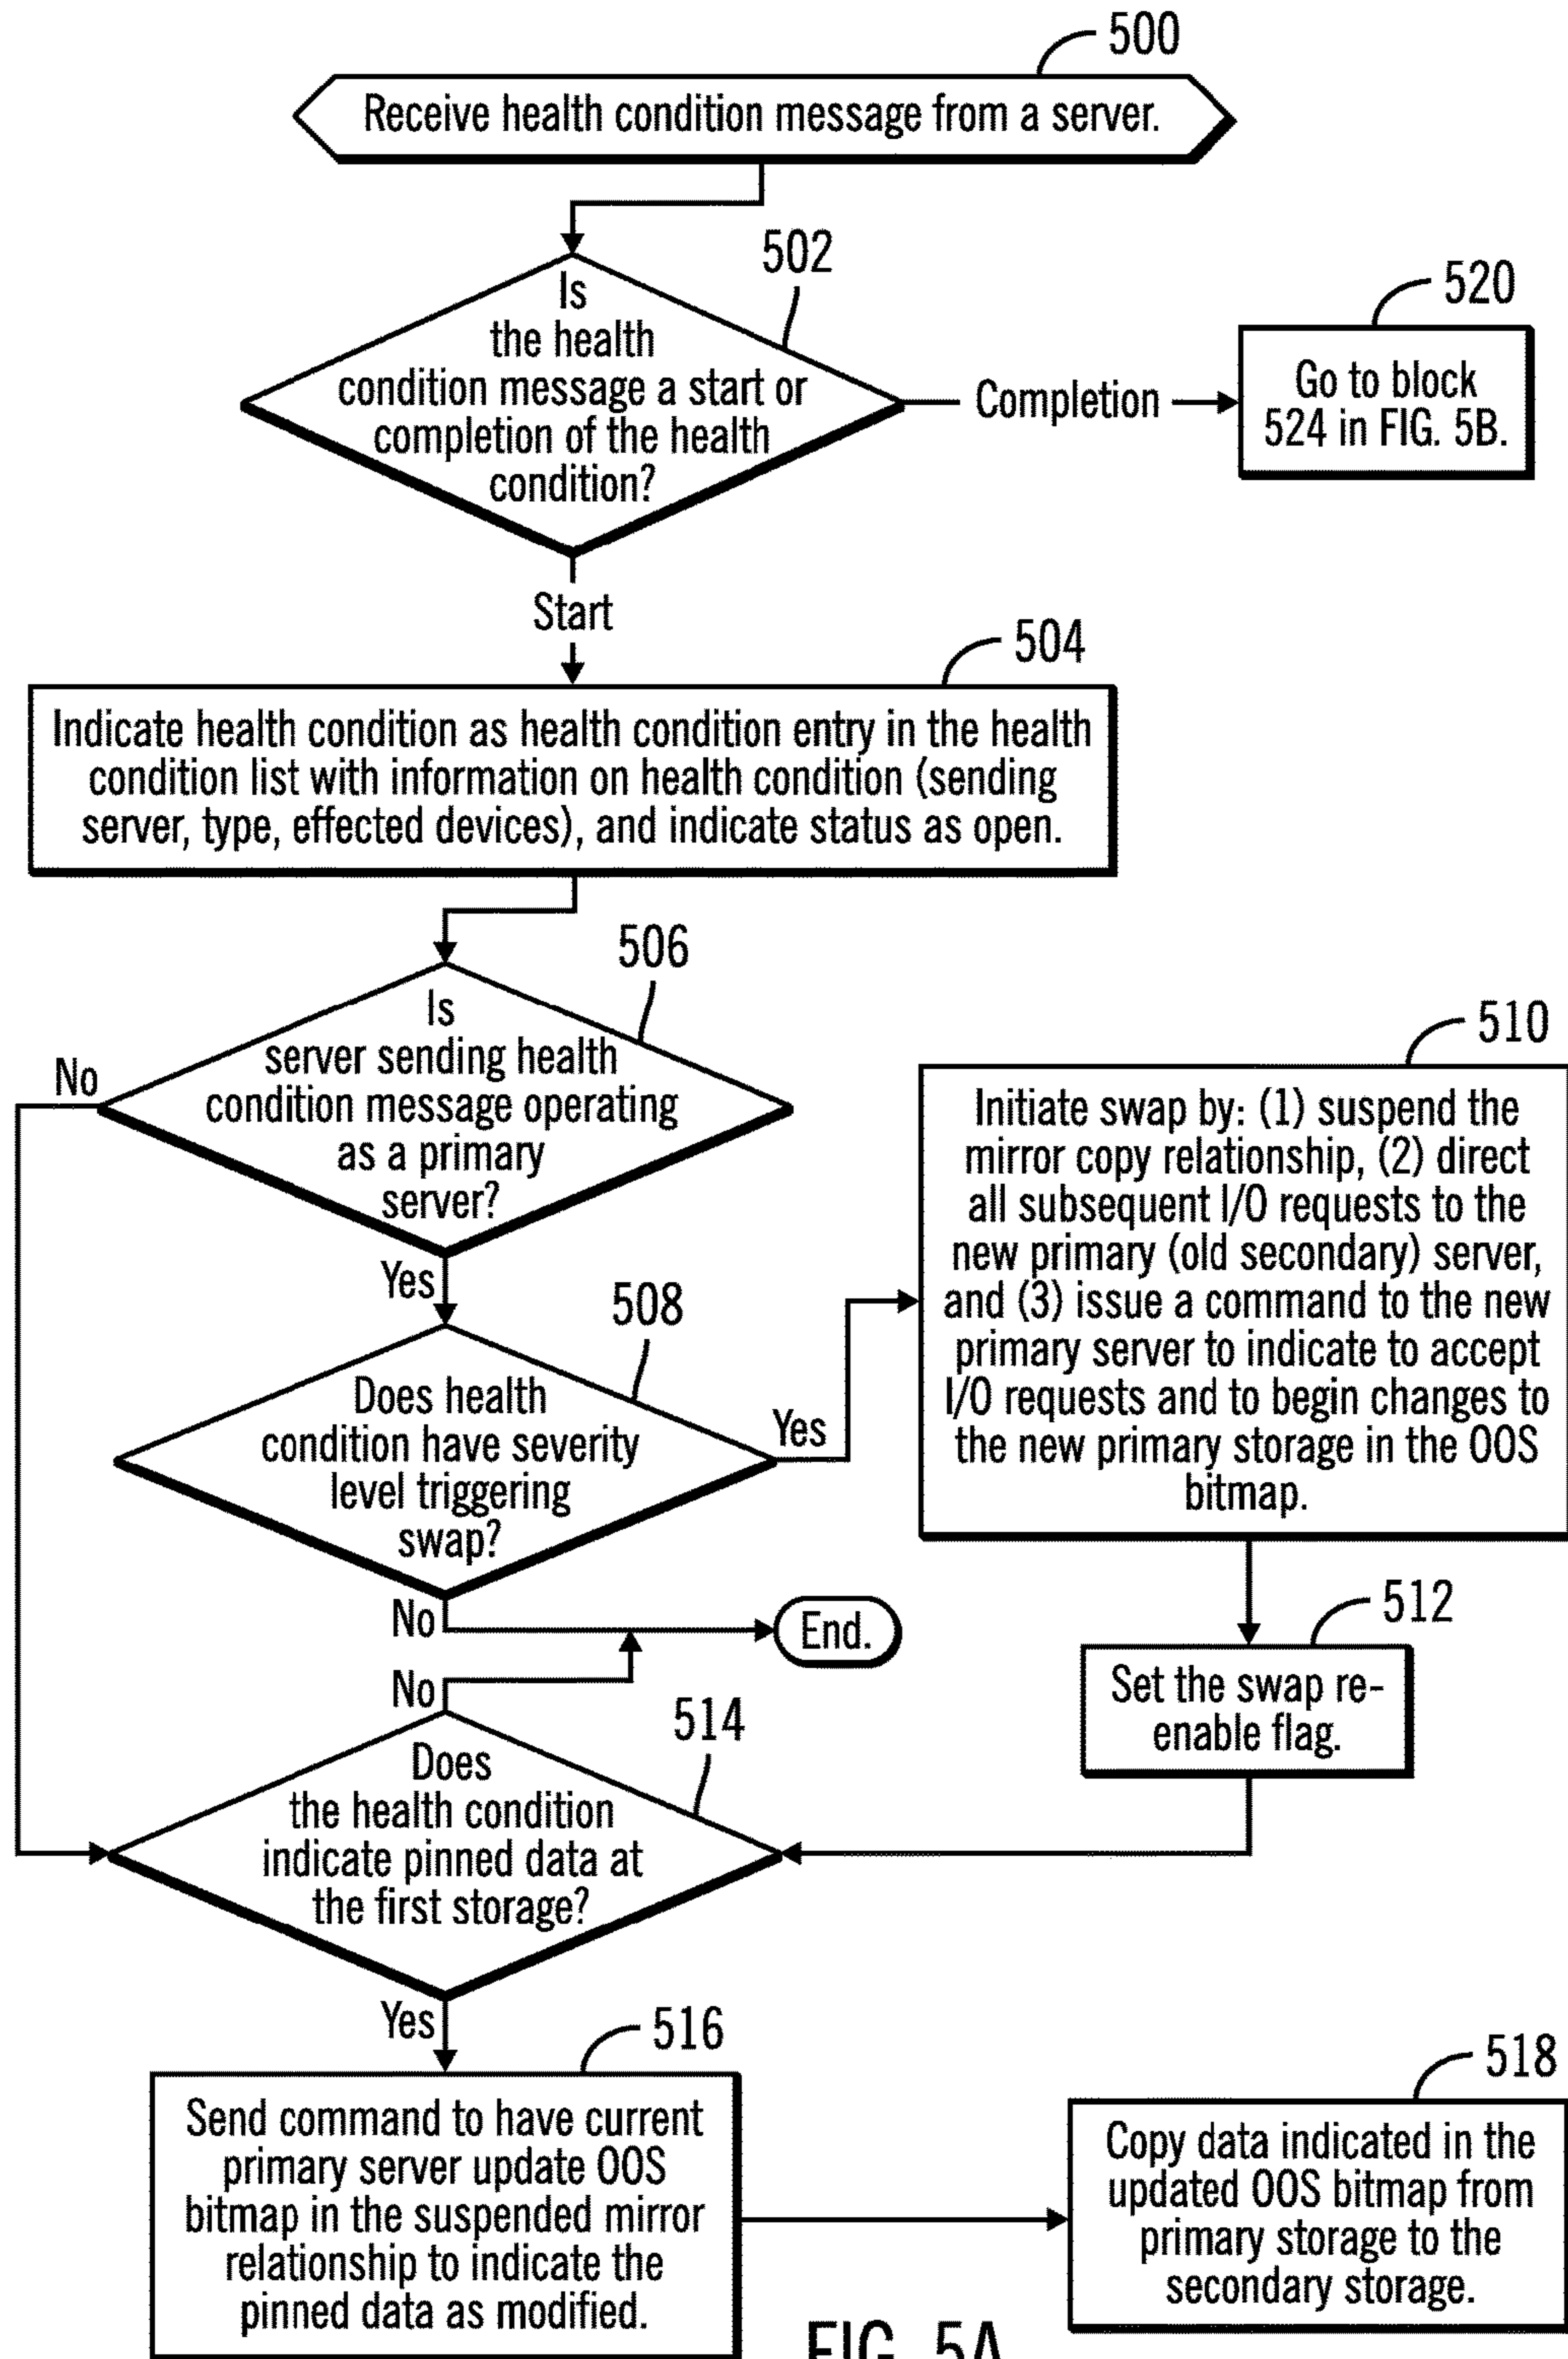 500
Receive health condition message from a server.
502
Is
the health
condition message a start or
completion of the health
condition?
Completion
520
Go to block
524 in FIG. 5B.
Start
504
Indicate health condition as health condition entry in the health
condition list with information on health condition (sending
server, type, effected devices), and indicate status as open.
506
Is
server sending health
condition message operating
as a primary
server?
No
Yes
508
Does health
condition have severity
level triggering
swap?
Yes
510
Initiate swap by: (1) suspend the
mirror copy relationship, (2) direct
all subsequent I/O requests to the
new primary (old secondary) server,
and (3) issue a command to the new
primary server to indicate to accept
I/O requests and to begin changes to
the new primary storage in the OOS
bitmap.
No
End.
512
Set the swap re-
enable flag.
No
514
Does
the health condition
indicate pinned data at
the first storage?
Yes
516
Send command to have current
primary server update OOS
bitmap in the suspended mirror
relationship to indicate the
pinned data as modified.
518
Copy data indicated in the
updated OOS bitmap from
primary storage to the
secondary storage.
FIG. 5A